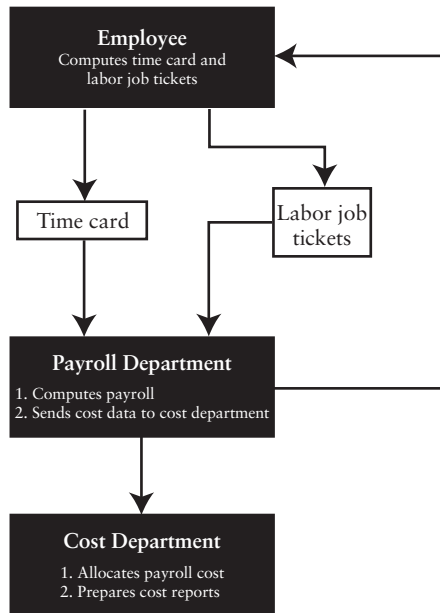 Employee
Computes time card and
labor job tickets
Time card
Labor job
tickets
Payroll Department
1. Computes payroll
2. Sends cost data to cost department
Cost Department
1. Allocates payroll cost
2. Prepares cost reports